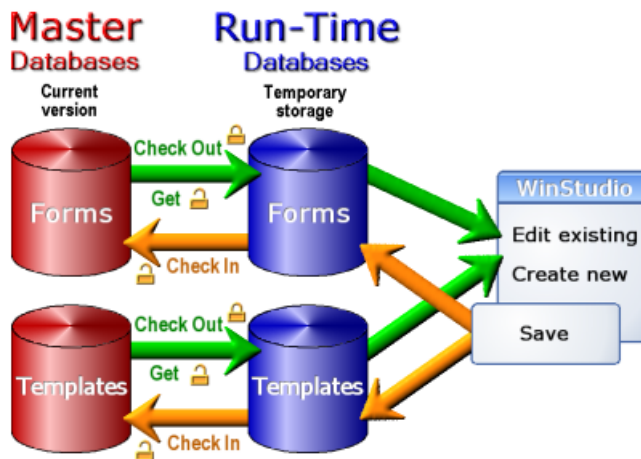 Master
Databases
Run-Time
Databases
Current
version
Temporary
storage
Check Out
Get
Forms
Forms
Check In
WinStudio
Edit existing
Create new
Save
Check Out
Get
Templates
Templates
Check In